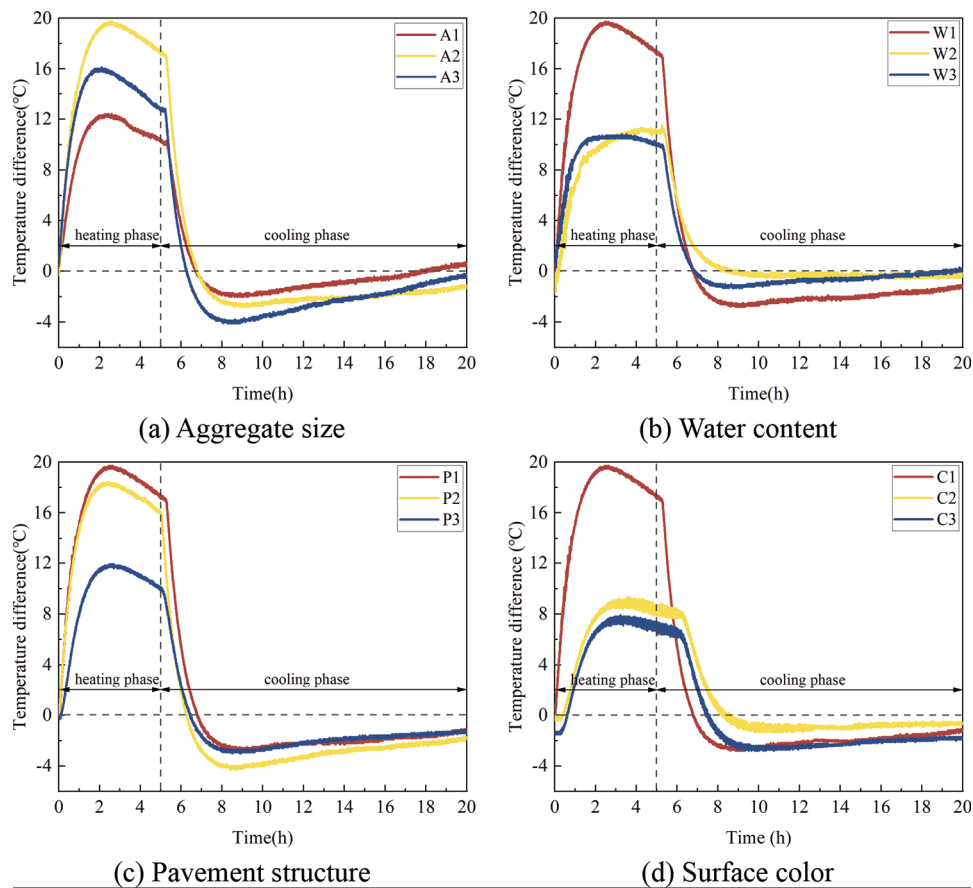 Temperature difference(℃)
20
16
12
8
4
0
-4
A1
A2
A3
heating phase
cooling phase
0 2 4 6 8 10 12 14 16 18 20
Time(h)
(a) Aggregate size
Temperature difference(℃)
20
16
12
8
4
0
-4
W1
W2
W3
heating phase
cooling phase
0 2 4 6 8 10 12 14 16 18 20
Time(h)
(b) Water content
Temperature difference(℃)
20
16
12
8
4
0
-4
P1
P2
P3
heating phase
cooling phase
0 2 4 6 8 10 12 14 16 18 20
Time(h)
(c) Pavement structure
Temperature difference (℃)
20
16
12
8
4
0
-4
C1
C2
C3
heating phase
cooling phase
0 2 4 6 8 10 12 14 16 18 20
Time (h)
(d) Surface color